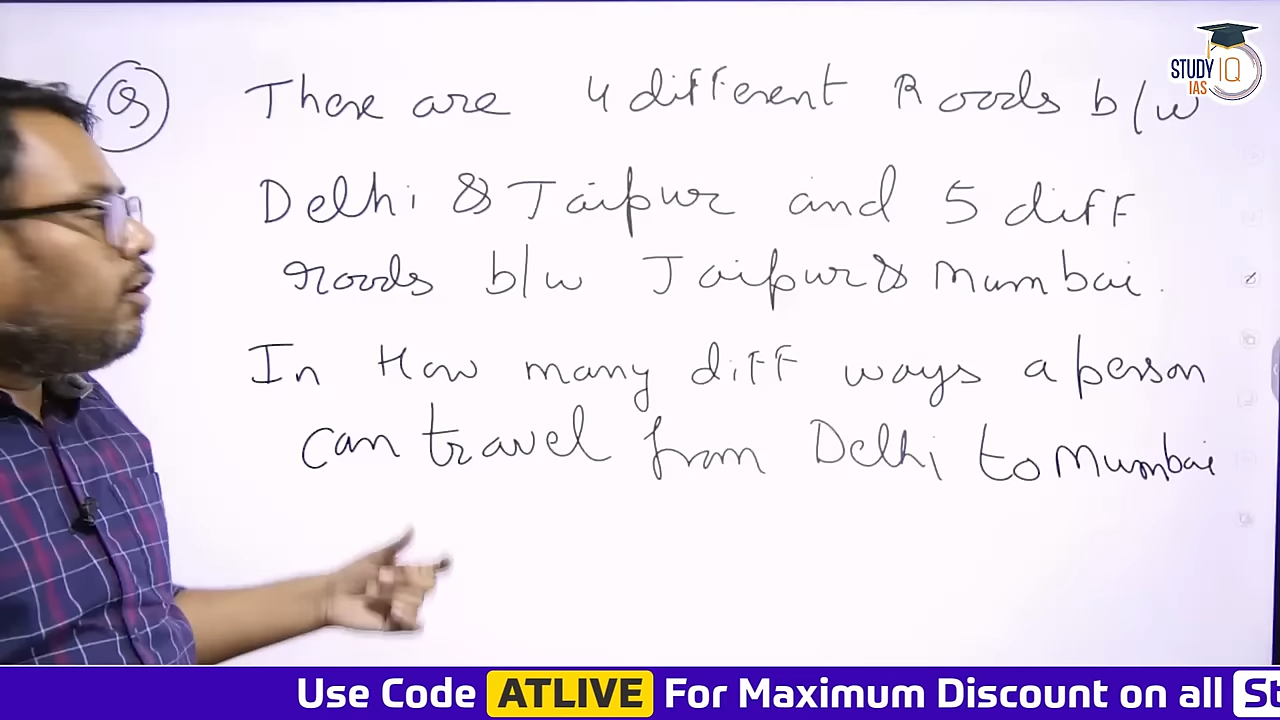 Q
There are 4 different Roads b/w
Delhi & Jaipur and 5 diff
roads b/w Jaipur & Mumbai.
In How many diff ways a person
can travel from Delhi to Mumbai
STUDY IQ
IAS
Use Code ATLIVE For Maximum Discount on all St